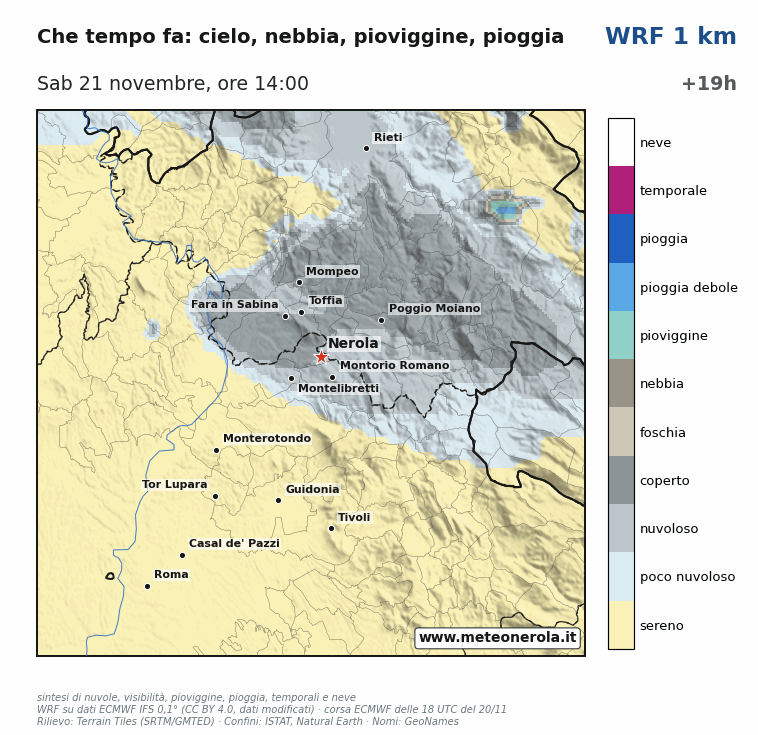 Che tempo fa: cielo, nebbia, pioviggine, pioggia
WRF 1 km
Sab 21 novembre, ore 14:00
+19h
Rieti
Mompeo
Fara in Sabina
Toffia
Poggio Moiano
Nerola
Montorio Romano
Montelibretti
Monterotondo
Tor Lupara
Guidonia
Tivoli
Casal de' Pazzi
Roma
www.meteonerola.it
neve
temporale
pioggia
pioggia debole
pioviggine
nebbia
foschia
coperto
nuvoloso
poco nuvoloso
sereno
sintesi di nuvole, visibilità, pioviggine, pioggia, temporali e neve
WRF su dati ECMWF IFS 0,1° (CC BY 4.0, dati modificati) · corsa ECMWF delle 18 UTC del 20/11
Rilievo: Terrain Tiles (SRTM/GMTED) · Confini: ISTAT, Natural Earth · Nomi: GeoNames